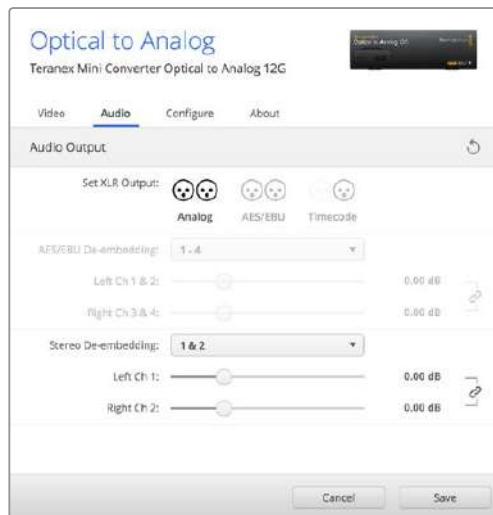 Optical to Analog
Teranex Mini Converter Optical to Analog 12G
Video Audio Configure About
Audio Output
Set XLR Output:
Analog AES/EBU Timecode
AES/EBU De-embedding: 1 - 4
Left Ch 1 & 2: 0.00 dB
Right Ch 3 & 4: 0.00 dB
Stereo De-embedding: 1 & 2
Left Ch 1: 0.00 dB
Right Ch 2: 0.00 dB
Cancel Save